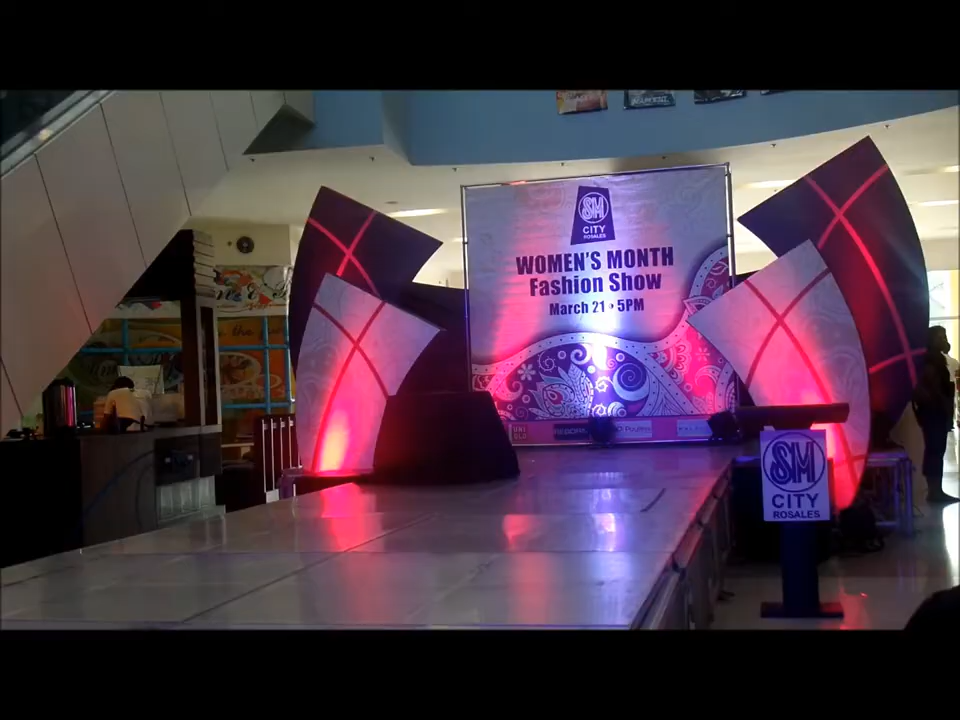 SM
CITY
ROSALES
WOMEN'S MONTH
Fashion Show
March 21 • 5PM
UNI
QLO
SM
CITY
ROSALES